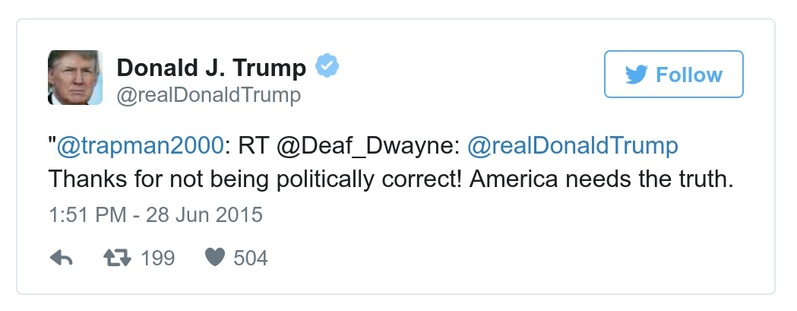 Donald J. Trump
@realDonaldTrump
Follow
"@trapman2000: RT @Deaf_Dwayne: @realDonaldTrump
Thanks for not being politically correct! America needs the truth.
1:51 PM - 28 Jun 2015
199 504